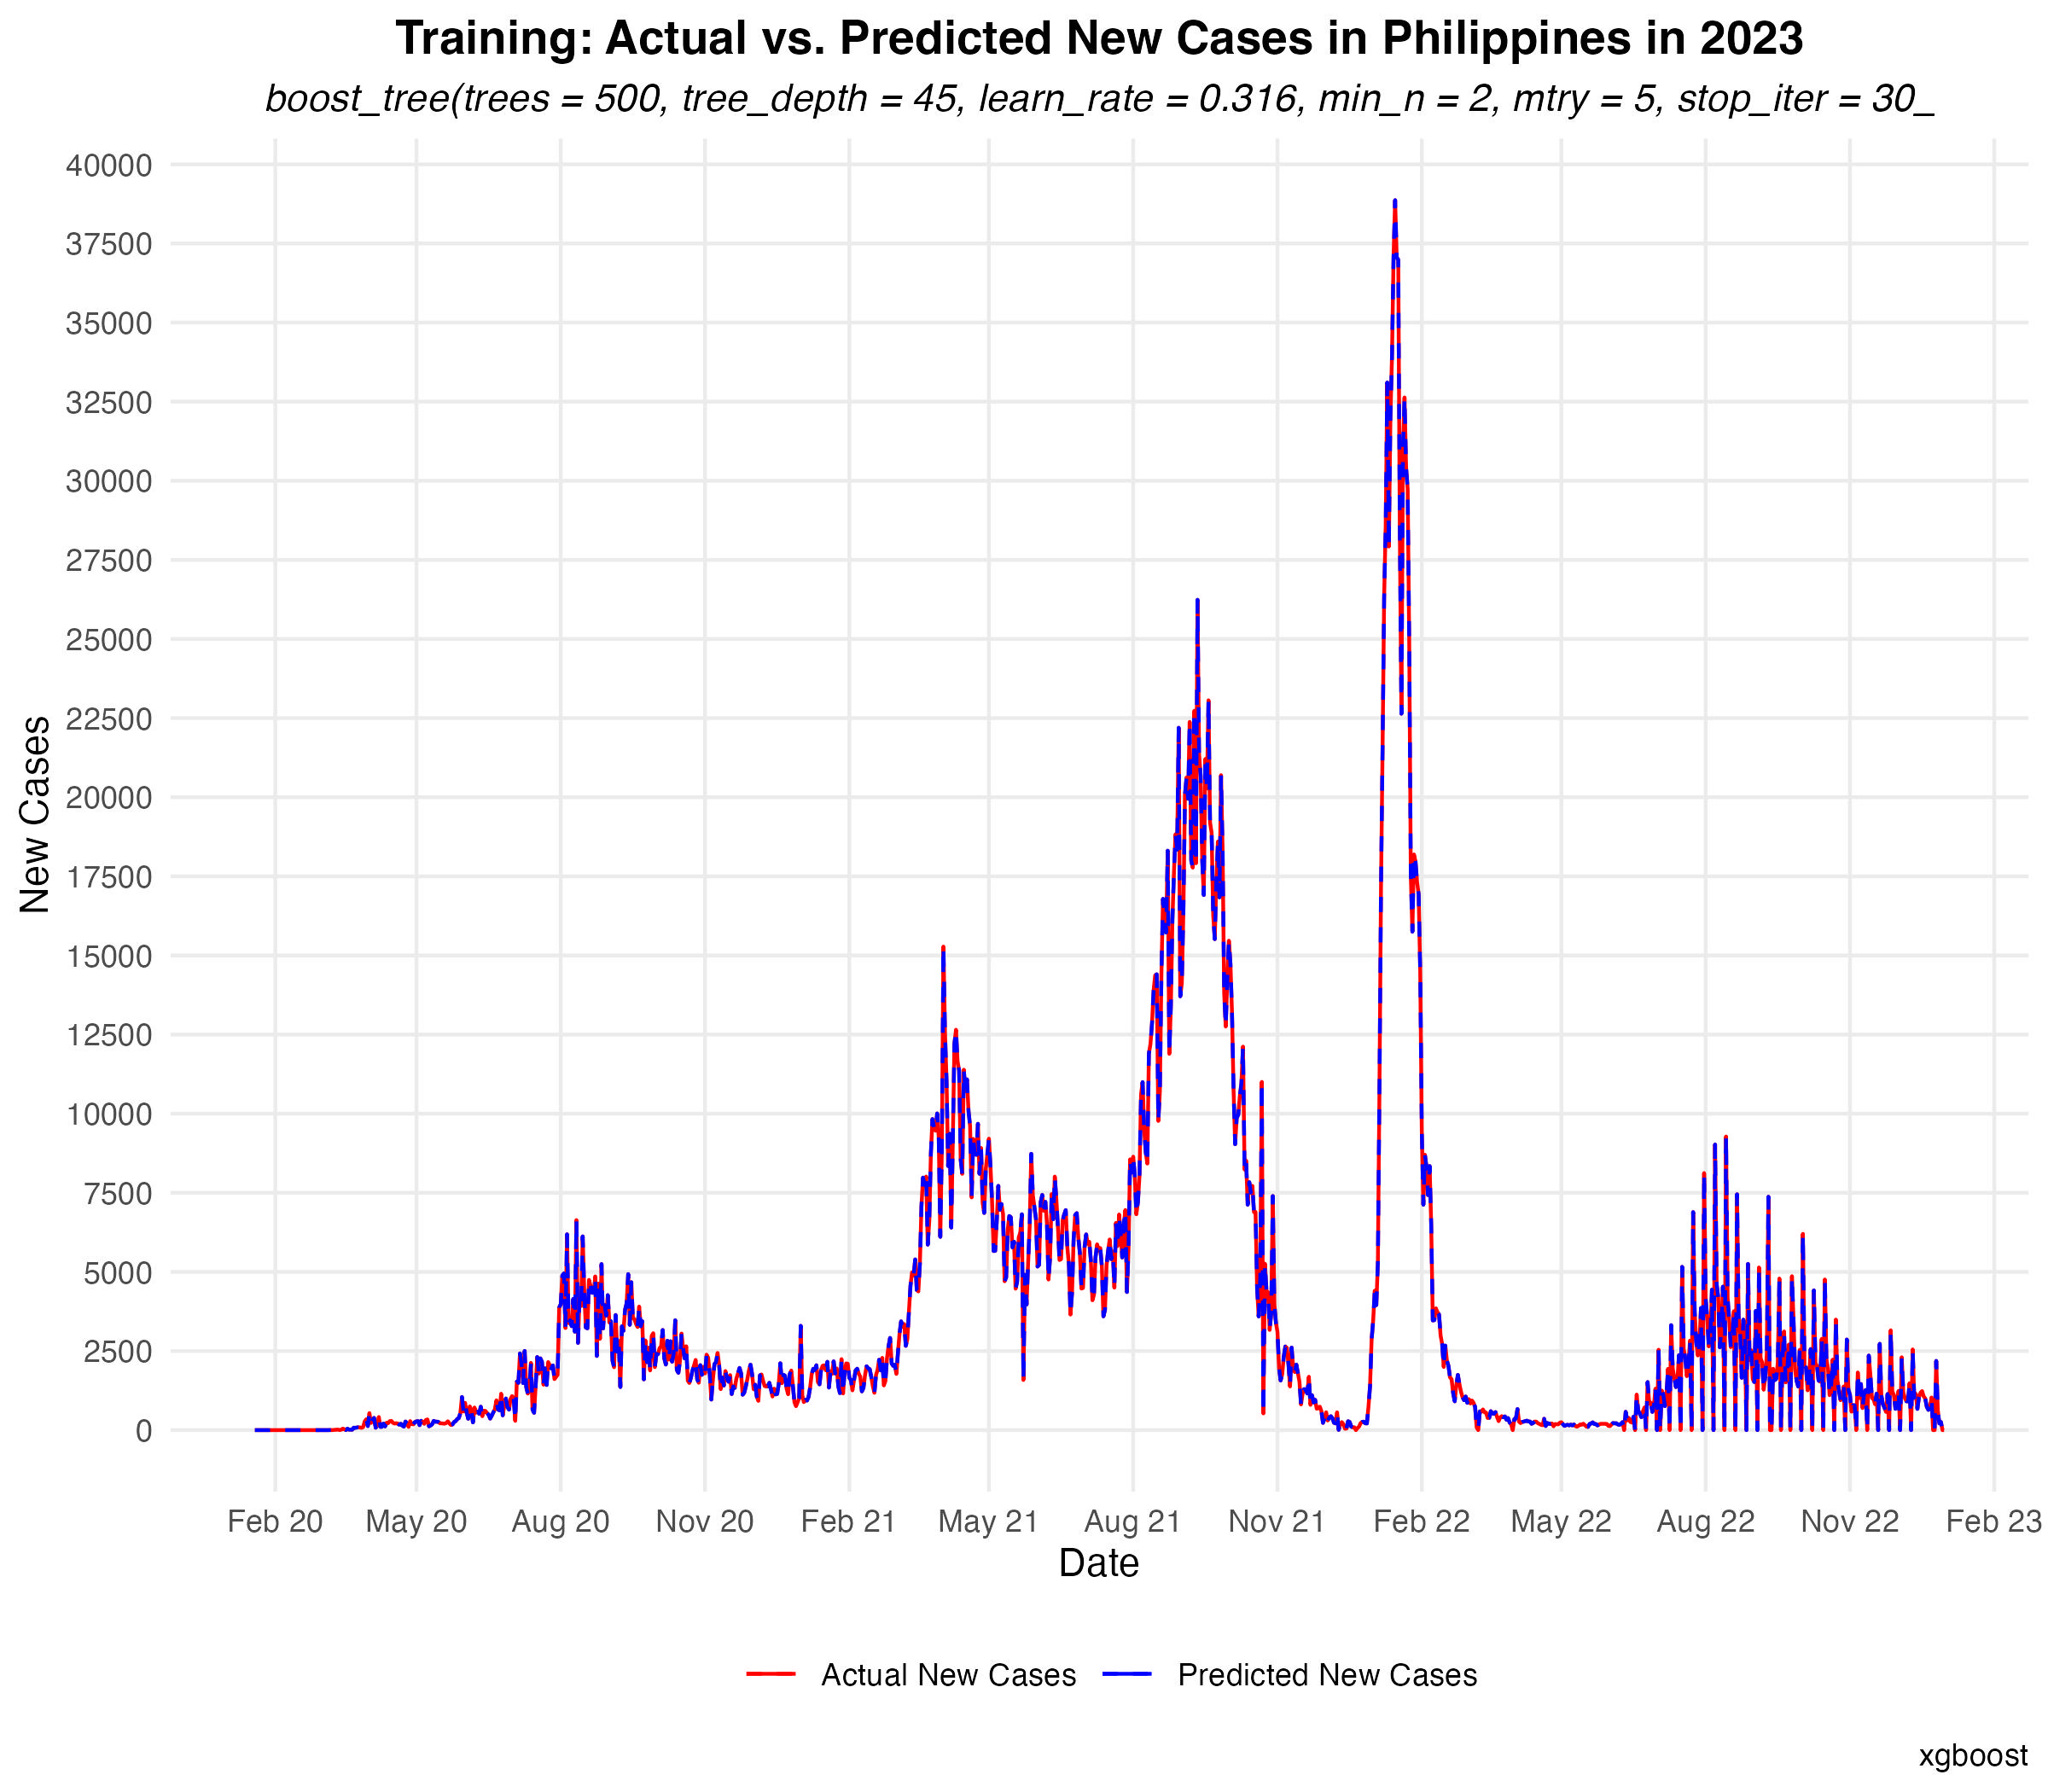 Training: Actual vs. Predicted New Cases in Philippines in 2023
boost_tree(trees = 500, tree_depth = 45, learn_rate = 0.316, min_n = 2, mtry = 5, stop_iter = 30_
New Cases
40000
37500
35000
32500
30000
27500
25000
22500
20000
17500
15000
12500
10000
7500
5000
2500
0
Feb 20 May 20 Aug 20 Nov 20 Feb 21 May 21 Aug 21 Nov 21 Feb 22 May 22 Aug 22 Nov 22 Feb 23
Date
Actual New Cases Predicted New Cases
xgboost